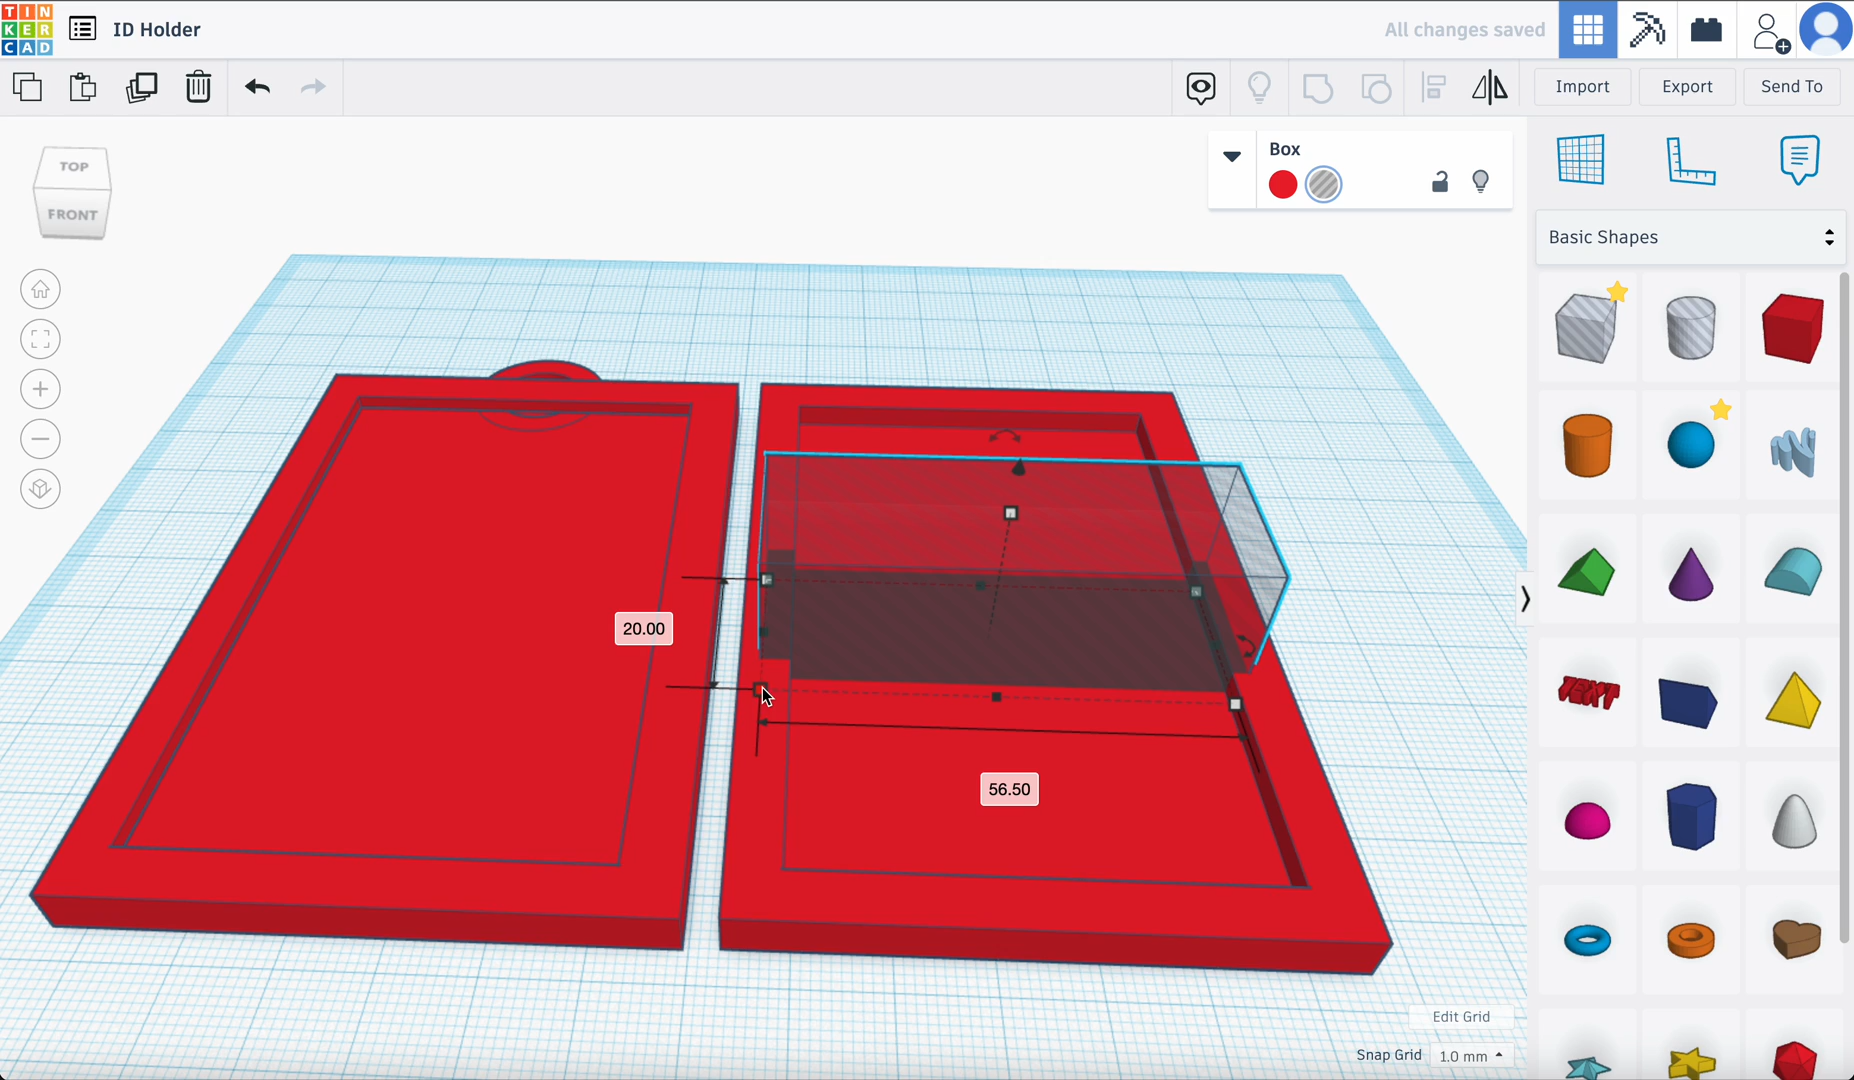 TIN
KER
CAD
ID Holder
All changes saved
Import
Export
Send To
TOP
FRONT
Box
Basic Shapes
TEXT
20.00
56.50
Edit Grid
Snap Grid
1.0 mm